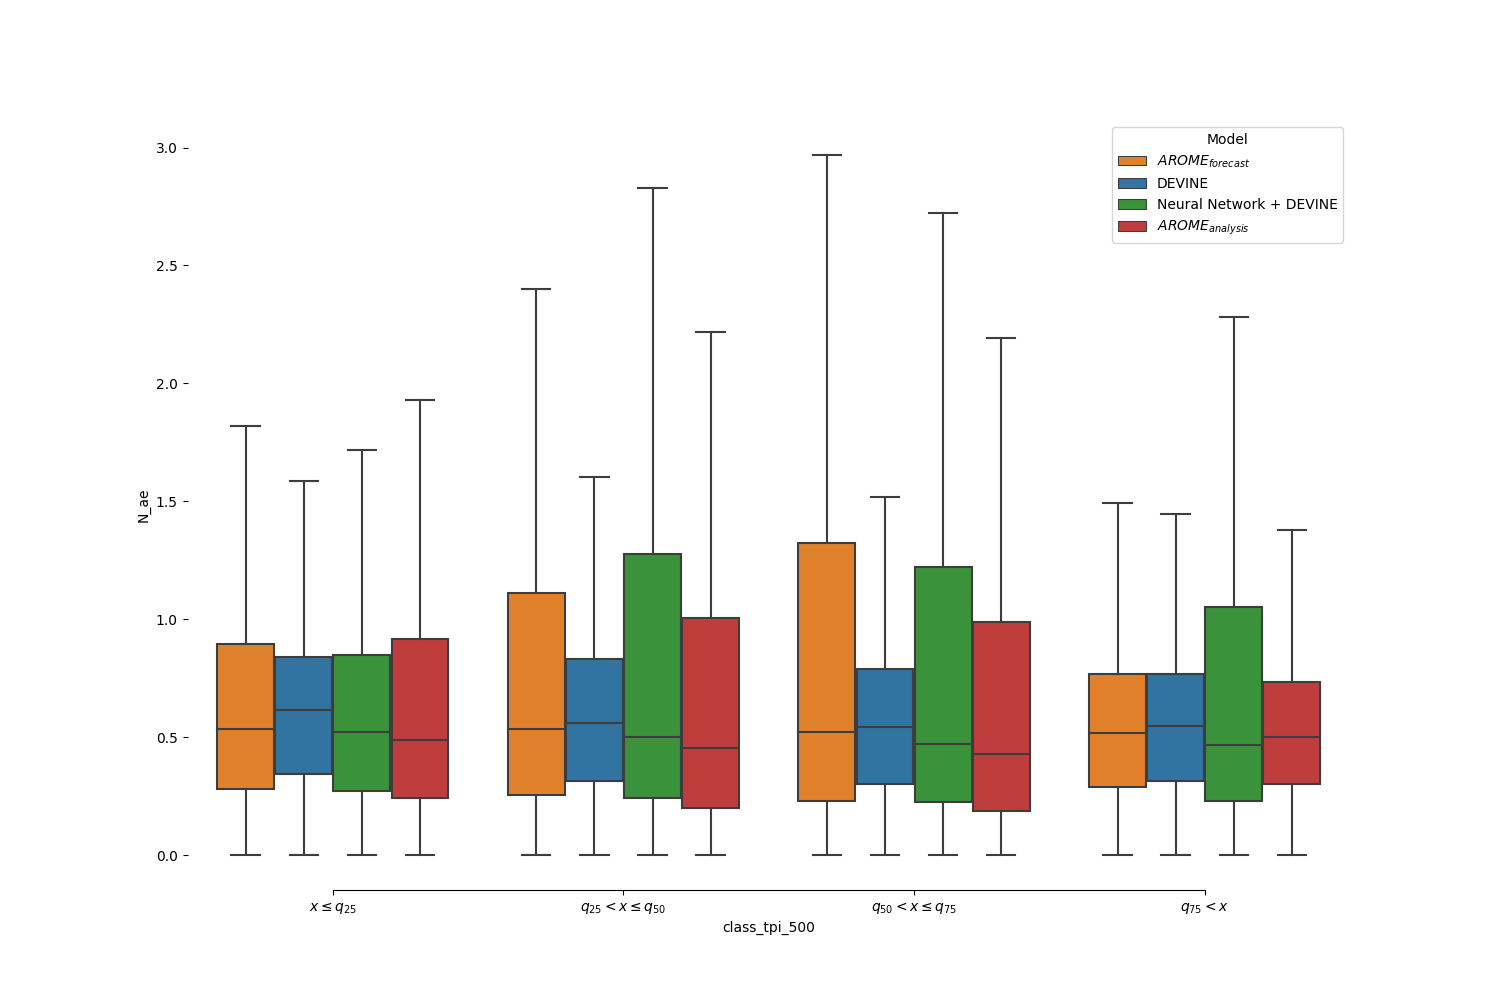 Model
AROME_forecast
DEVINE
Neural Network + DEVINE
AROME_analysis
3.0
2.5
2.0
1.5
1.0
0.5
0.0
N_ae
x ≤ q₂₅
q₂₅ < x ≤ q₅₀
q₅₀ < x ≤ q₇₅
q₇₅ < x
class_tpi_500